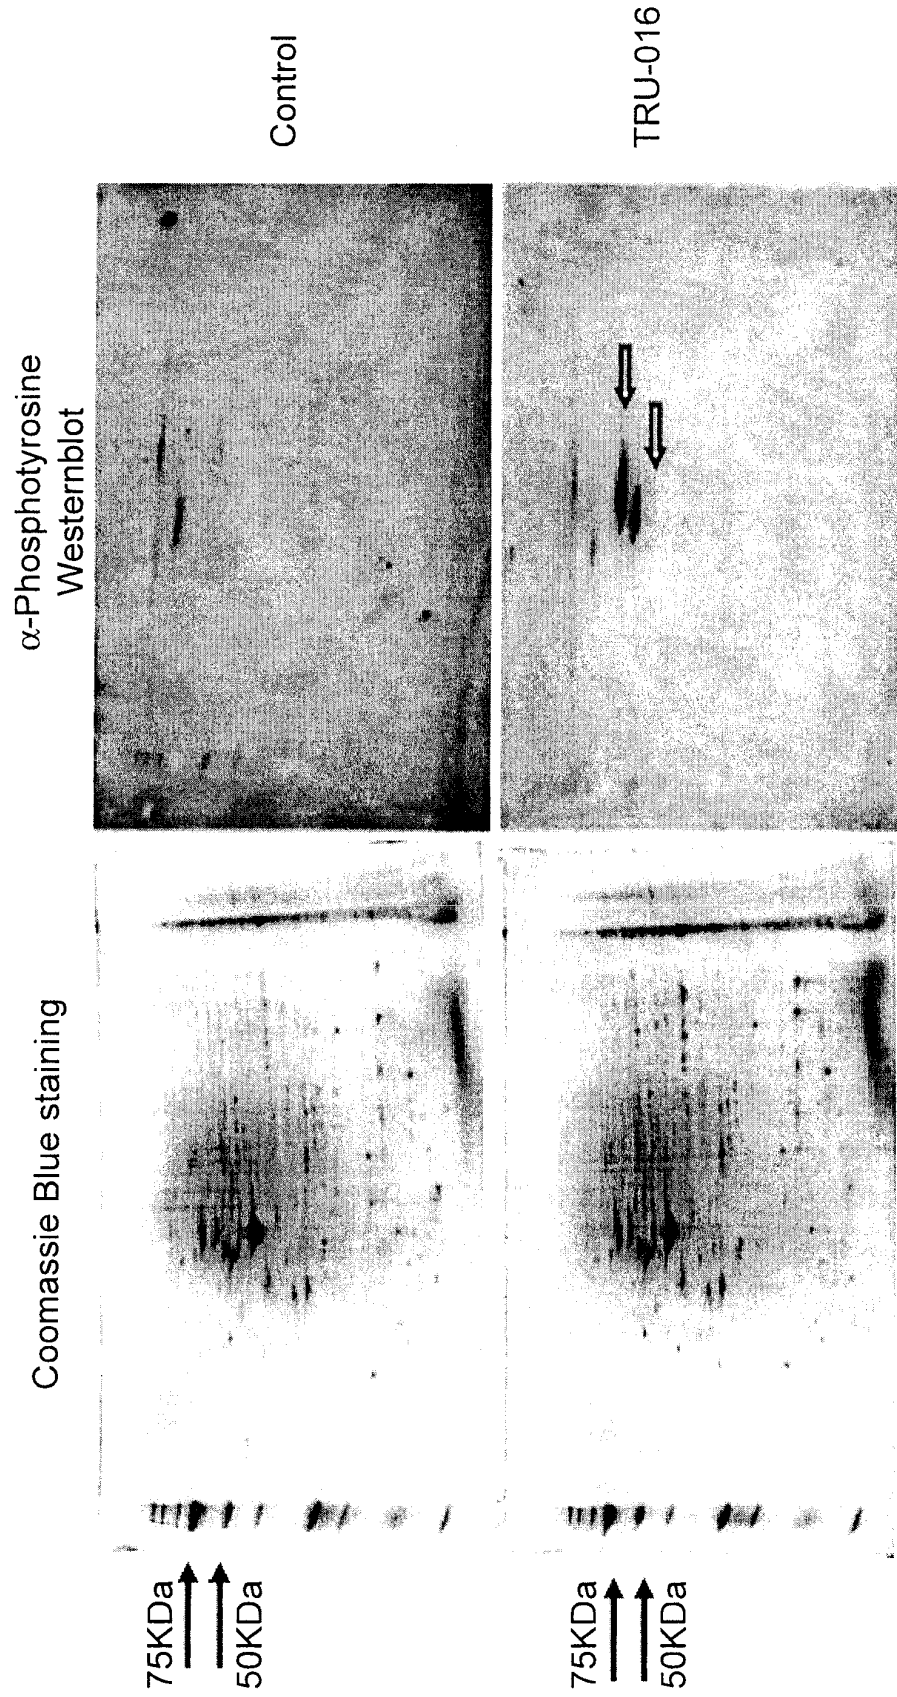 Coomassie Blue staining
α-Phosphotyrosine
Westernblot
75KDa
50KDa
Control
75KDa
50KDa
TRU-016